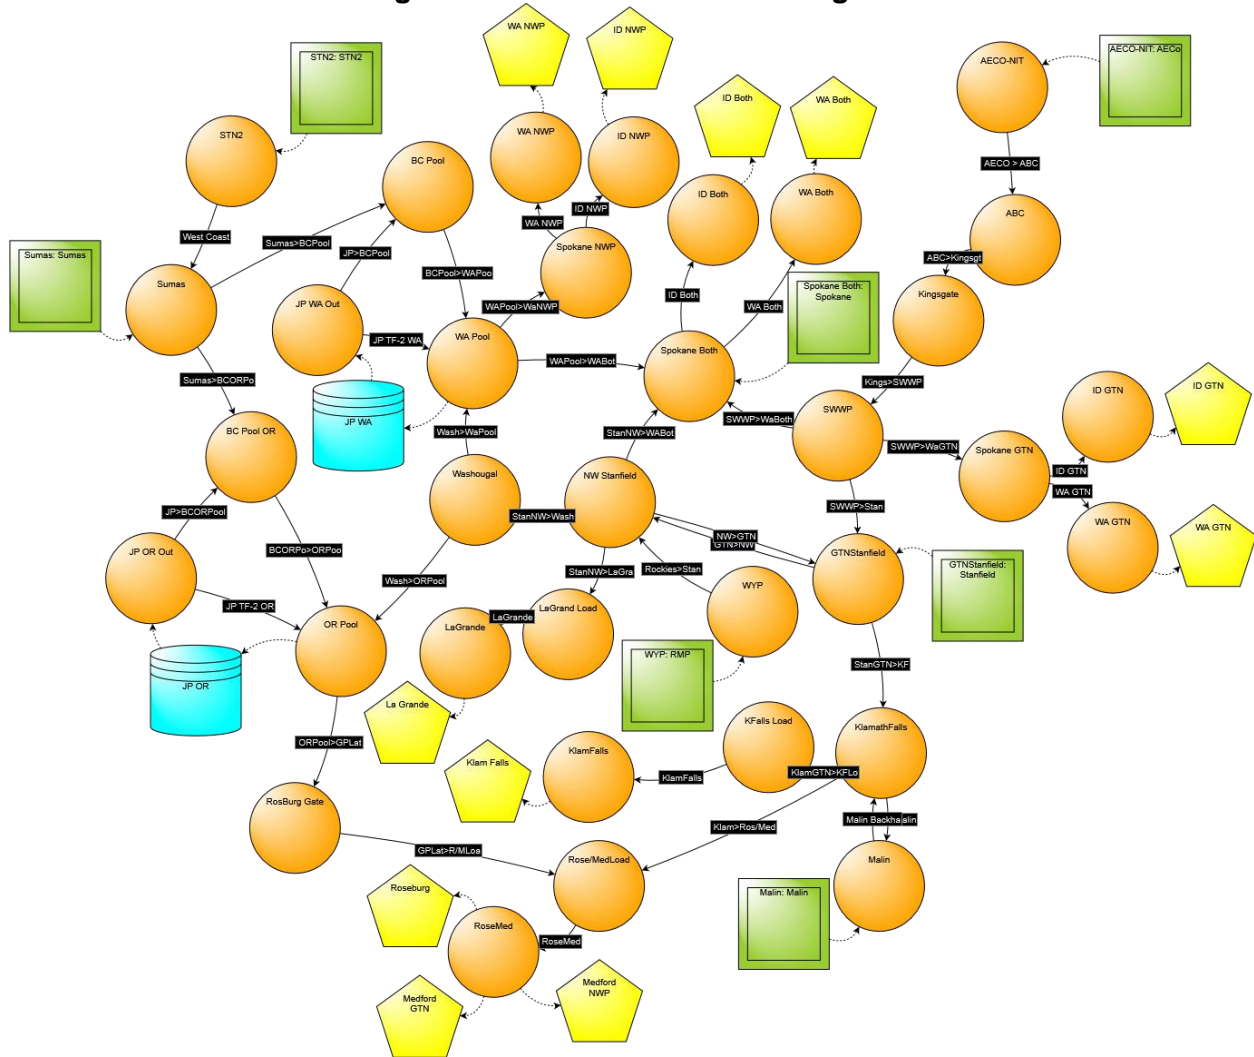 WA NWP
ID NWP
STN2: STN2
AECO-NIT: AECo
AECO-NIT
ID Both
WA Both
STN2
WA NWP
ID NWP
BC Pool
AECO > ABC
ID Both
WA Both
ID NWP
ABC
WA NWP
West Coast
Sumas>BCPool
Spokane NWP
JP>BCPool
Sumas: Sumas
ABC>Kingsgt
BCPool>WAPoo
Sumas
Kingsgate
Spokane Both:
Spokane
ID Both
JP WA Out
WAPool>WaNWP
WA Both
JP TF-2 WA
WA Pool
Spokane Both
WAPool>WABot
Sumas>BCORPo
Kings>SWWP
ID GTN
ID GTN
SWWP
JP WA
SWWP>WaBoth
BC Pool OR
Wash>WaPool
StanNW>WABot
SWWP>WaGTN
Spokane GTN
ID GTN
Washougal
NW Stanfield
WA GTN
SWWP>Stan
JP>BCORPool
StanNW>Wash
WA GTN
WA GTN
NW>GTN
GTN>NW
BCORPo>ORPoo
JP OR Out
GTNStanfield
GTNStanfield:
Stanfield
StanNW>LaGra
Rockies>Stan
Wash>ORPool
WYP
JP TF-2 OR
LaGrand Load
LaGrande
OR Pool
LaGrande
WYP: RMP
StanGTN>KF
JP OR
La Grande
KFalls Load
KlamathFalls
ORPool>GPLat
KlamFalls
Klam Falls
KlamGTN>KFLo
KlamFalls
RosBurg Gate
Malin Backha
alin
Klam>Ros/Med
GPLat>R/MLoa
Rose/MedLoad
Malin
Roseburg
Malin: Malin
RoseMed
RoseMed
Medford
NWP
Medford
GTN